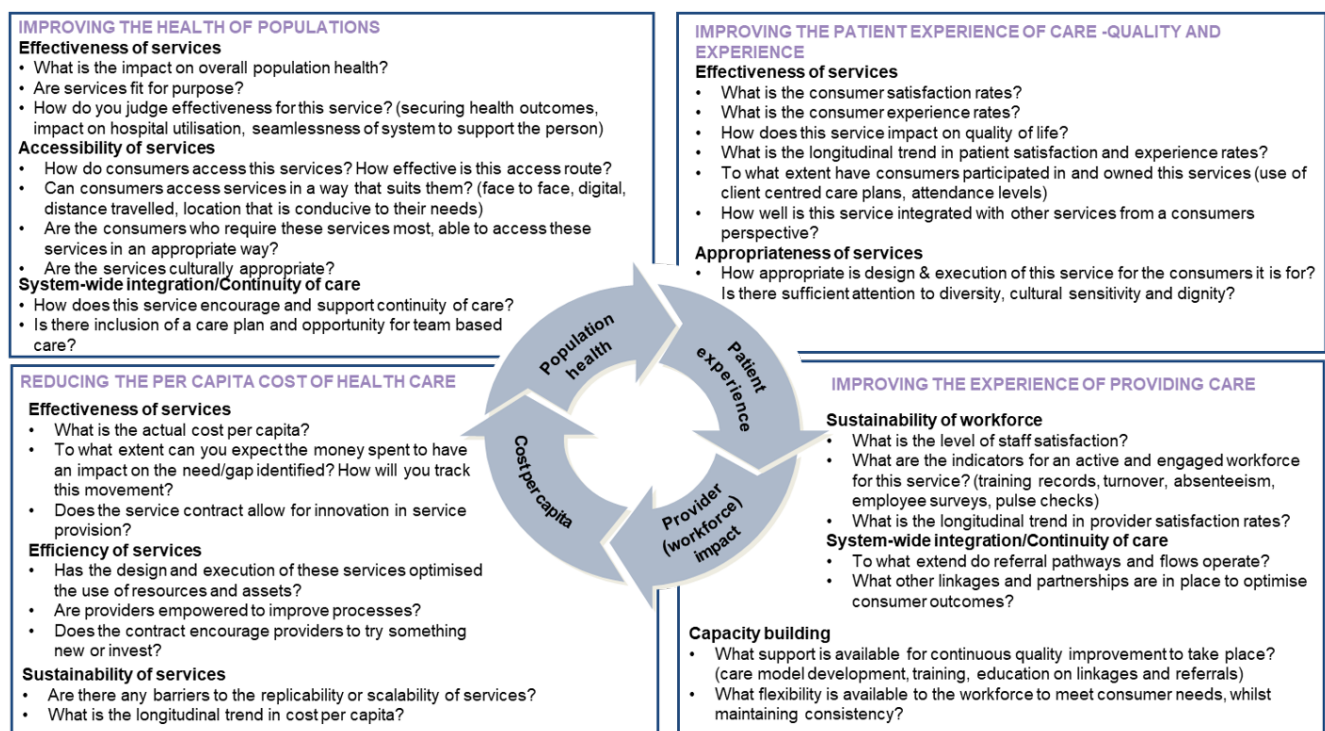 IMPROVING THE HEALTH OF POPULATIONS
Effectiveness of services
• What is the impact on overall population health?
• Are services fit for purpose?
• How do you judge effectiveness for this service? (securing health outcomes,
impact on hospital utilisation, seamlessness of system to support the person)
Accessibility of services
• How do consumers access this services? How effective is this access route?
• Can consumers access services in a way that suits them? (face to face, digital,
distance travelled, location that is conducive to their needs)
• Are the consumers who require these services most, able to access these
services in an appropriate way?
• Are the services culturally appropriate?
System-wide integration/Continuity of care
• How does this service encourage and support continuity of care?
• Is there inclusion of a care plan and opportunity for team based
care?
IMPROVING THE PATIENT EXPERIENCE OF CARE -QUALITY AND
EXPERIENCE
Effectiveness of services
• What is the consumer satisfaction rates?
• What is the consumer experience rates?
• How does this service impact on quality of life?
• What is the longitudinal trend in patient satisfaction and experience rates?
• To what extent have consumers participated in and owned this services (use of
client centred care plans, attendance levels)
• How well is this service integrated with other services from a consumers
perspective?
Appropriateness of services
• How appropriate is design & execution of this service for the consumers it is for?
Is there sufficient attention to diversity, cultural sensitivity and dignity?
Population
health
Patient
experience
Cost per capita
Provider
(workforce)
impact
REDUCING THE PER CAPITA COST OF HEALTH CARE
Effectiveness of services
• What is the actual cost per capita?
• To what extent can you expect the money spent to have
an impact on the need/gap identified? How will you track
this movement?
• Does the service contract allow for innovation in service
provision?
Efficiency of services
• Has the design and execution of these services optimised
the use of resources and assets?
• Are providers empowered to improve processes?
• Does the contract encourage providers to try something
new or invest?
Sustainability of services
• Are there any barriers to the replicability or scalability of services?
• What is the longitudinal trend in cost per capita?
IMPROVING THE EXPERIENCE OF PROVIDING CARE
Sustainability of workforce
• What is the level of staff satisfaction?
• What are the indicators for an active and engaged workforce
for this service? (training records, turnover, absenteeism,
employee surveys, pulse checks)
• What is the longitudinal trend in provider satisfaction rates?
System-wide integration/Continuity of care
• To what extend do referral pathways and flows operate?
• What other linkages and partnerships are in place to optimise
consumer outcomes?
Capacity building
• What support is available for continuous quality improvement to take place?
(care model development, training, education on linkages and referrals)
• What flexibility is available to the workforce to meet consumer needs, whilst
maintaining consistency?